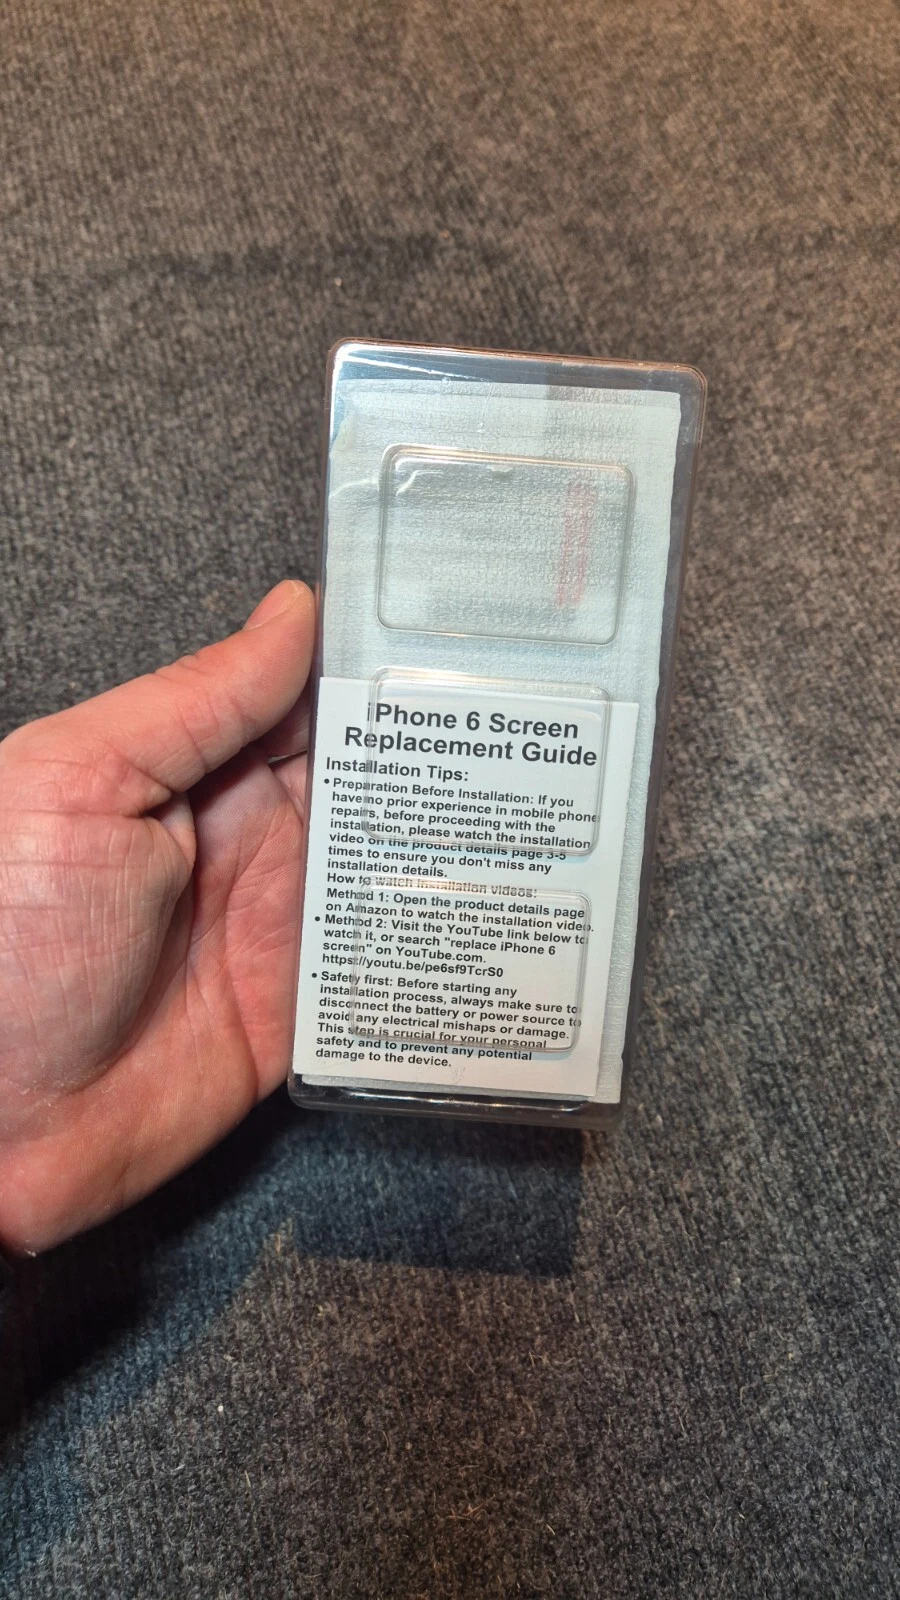 iPhone 6 Screen
Replacement Guide
Installation Tips:
• Preparation Before Installation: If you
have no prior experience in mobile phone
repairs, before proceeding with the
installation, please watch the installation
video on the product details page 3-5
times to ensure you don't miss any
installation details.
How to watch installation videos:
Method 1: Open the product details page
on Amazon to watch the installation video.
• Method 2: Visit the YouTube link below to
watch it, or search "replace iPhone 6
screen" on YouTube.com.
https://youtu.be/pe6sf9TcrS0
• Safety first: Before starting any
installation process, always make sure to
disconnect the battery or power source to
avoid any electrical mishaps or damage.
This step is crucial for your personal
safety and to prevent any potential
damage to the device.